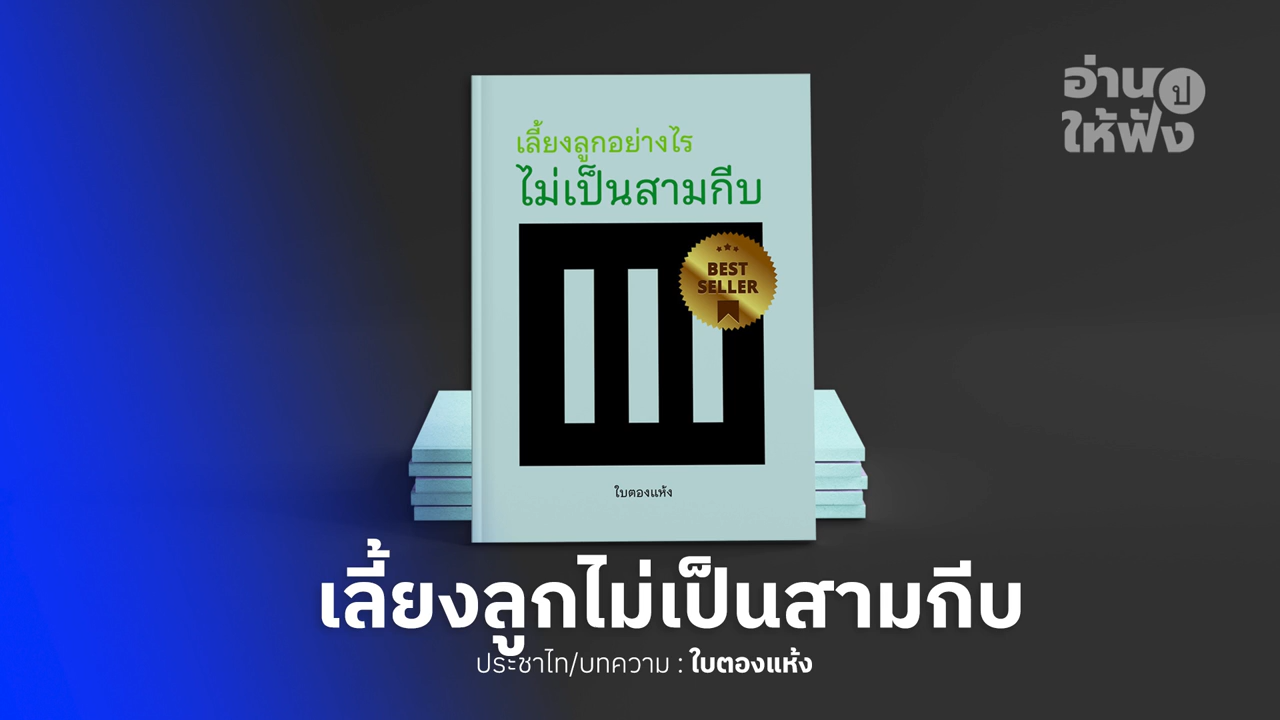 อ่าน ป
ให้ฟัง
เลี้ยงลูกอย่างไร
ไม่เป็นสามกีบ
BEST
SELLER
ใบตองแห้ง
เลี้ยงลูกไม่เป็นสามกีบ
ประชาไท/บทความ : ใบตองแห้ง